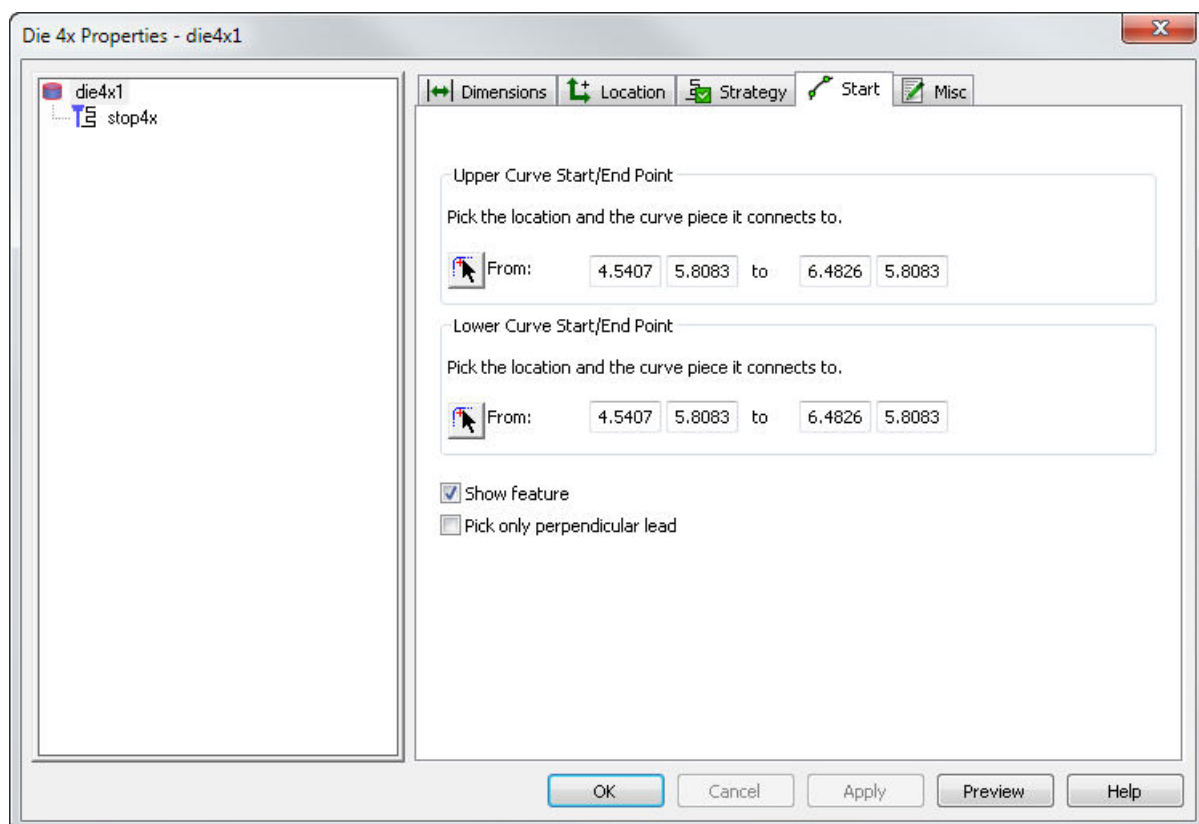 Die 4x Properties - die4x1
die4x1
stop4x
Dimensions Location Strategy Start Misc
Upper Curve Start/End Point
Pick the location and the curve piece it connects to.
From: 4.5407 5.8083 to 6.4826 5.8083
Lower Curve Start/End Point
Pick the location and the curve piece it connects to.
From: 4.5407 5.8083 to 6.4826 5.8083
Show feature
Pick only perpendicular lead
OK Cancel Apply Preview Help